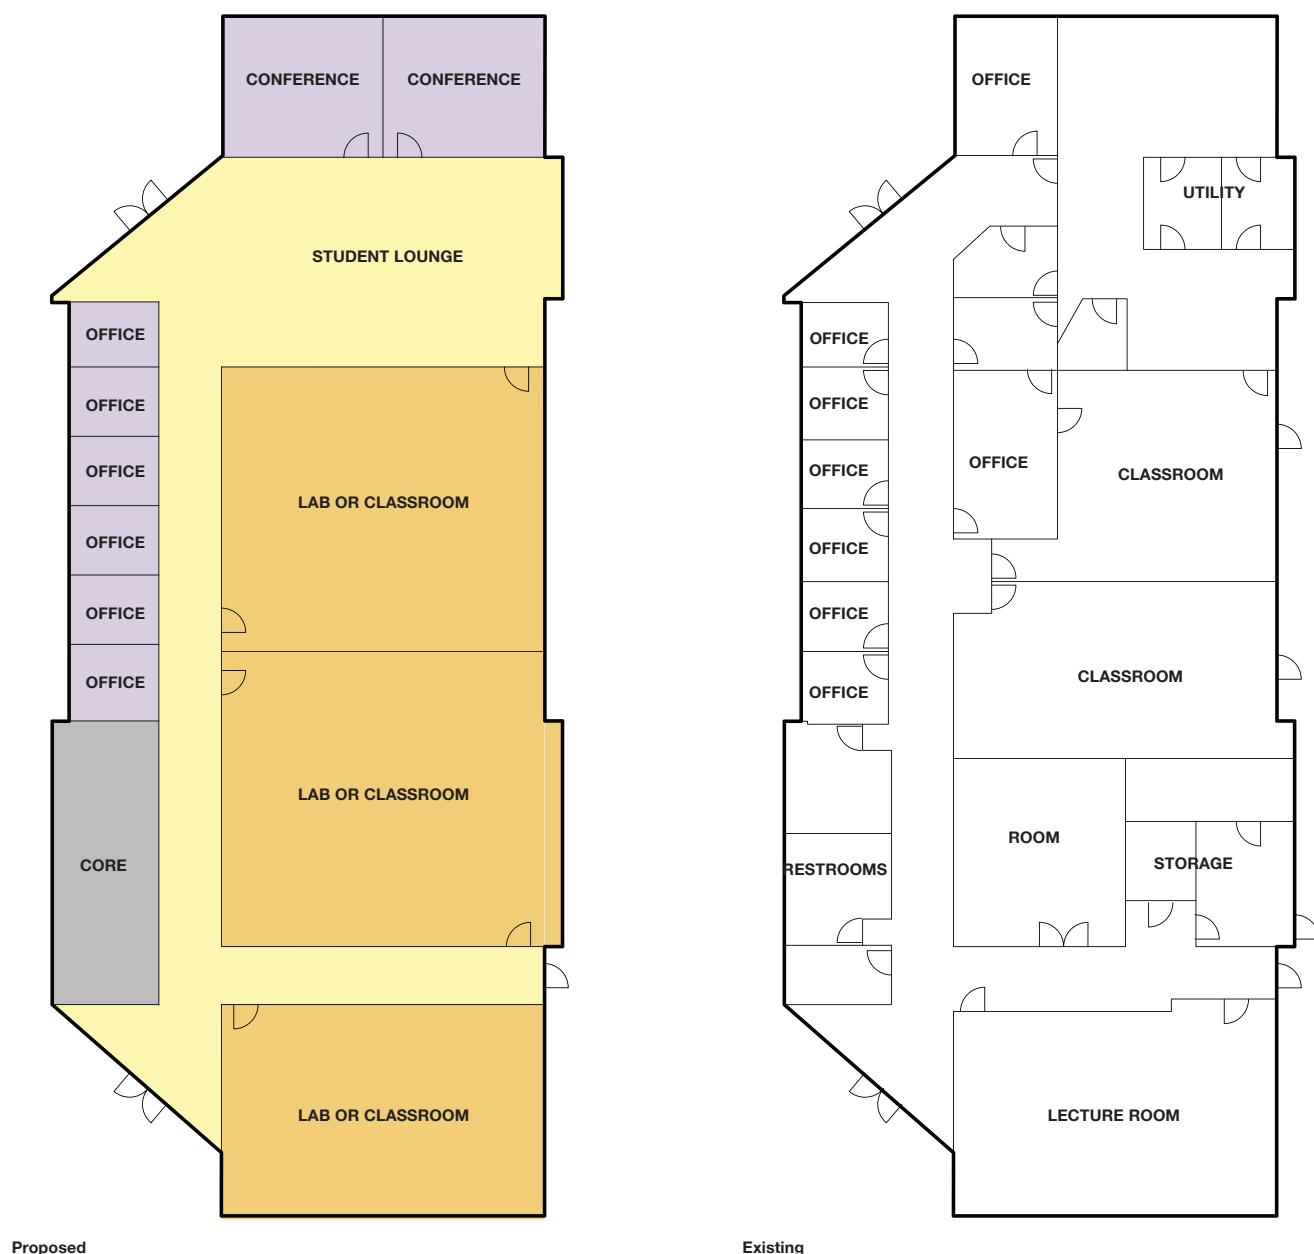 CONFERENCE
CONFERENCE
STUDENT LOUNGE
OFFICE
OFFICE
OFFICE
OFFICE
OFFICE
OFFICE
LAB OR CLASSROOM
LAB OR CLASSROOM
CORE
LAB OR CLASSROOM
Proposed
OFFICE
UTILITY
OFFICE
OFFICE
OFFICE
OFFICE
OFFICE
OFFICE
OFFICE
CLASSROOM
CLASSROOM
ROOM
STORAGE
RESTROOMS
LECTURE ROOM
Existing